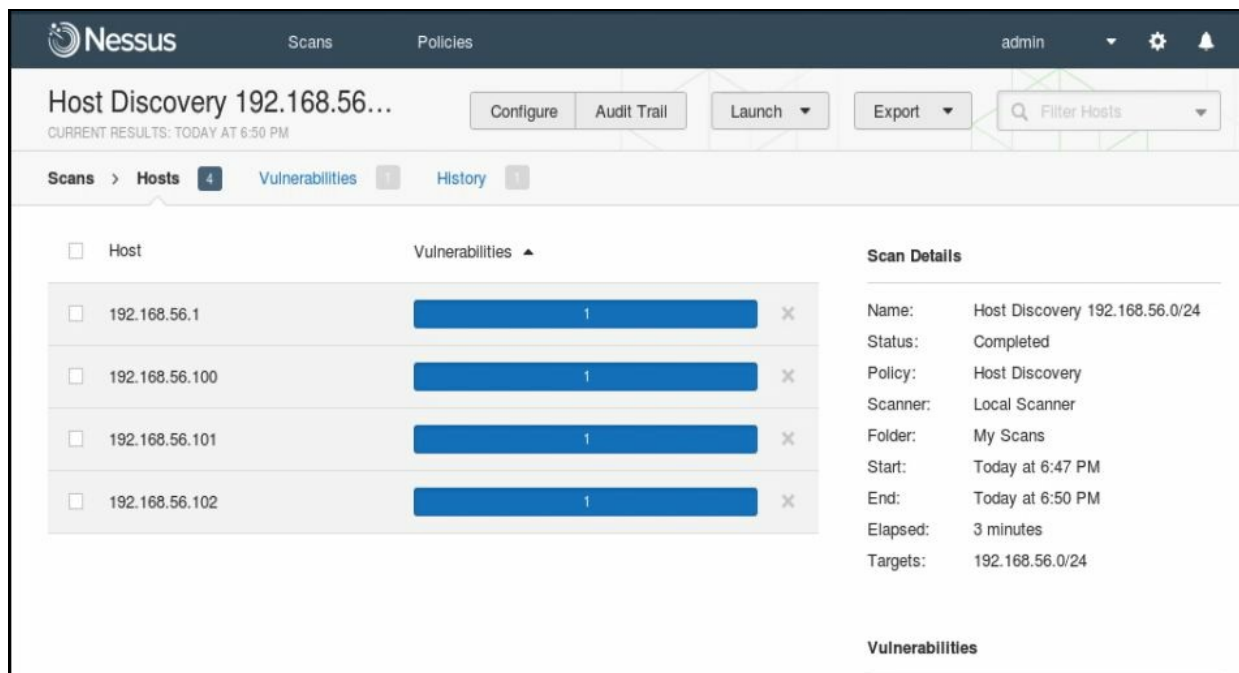 Nessus Scans Policies admin
Host Discovery 192.168.56... Configure Audit Trail Launch Export Filter Hosts
CURRENT RESULTS: TODAY AT 6:50 PM
Scans > Hosts 4 Vulnerabilities 1 History 1
Host Vulnerabilities
192.168.56.1 1
192.168.56.100 1
192.168.56.101 1
192.168.56.102 1
Scan Details
Name: Host Discovery 192.168.56.0/24
Status: Completed
Policy: Host Discovery
Scanner: Local Scanner
Folder: My Scans
Start: Today at 6:47 PM
End: Today at 6:50 PM
Elapsed: 3 minutes
Targets: 192.168.56.0/24
Vulnerabilities